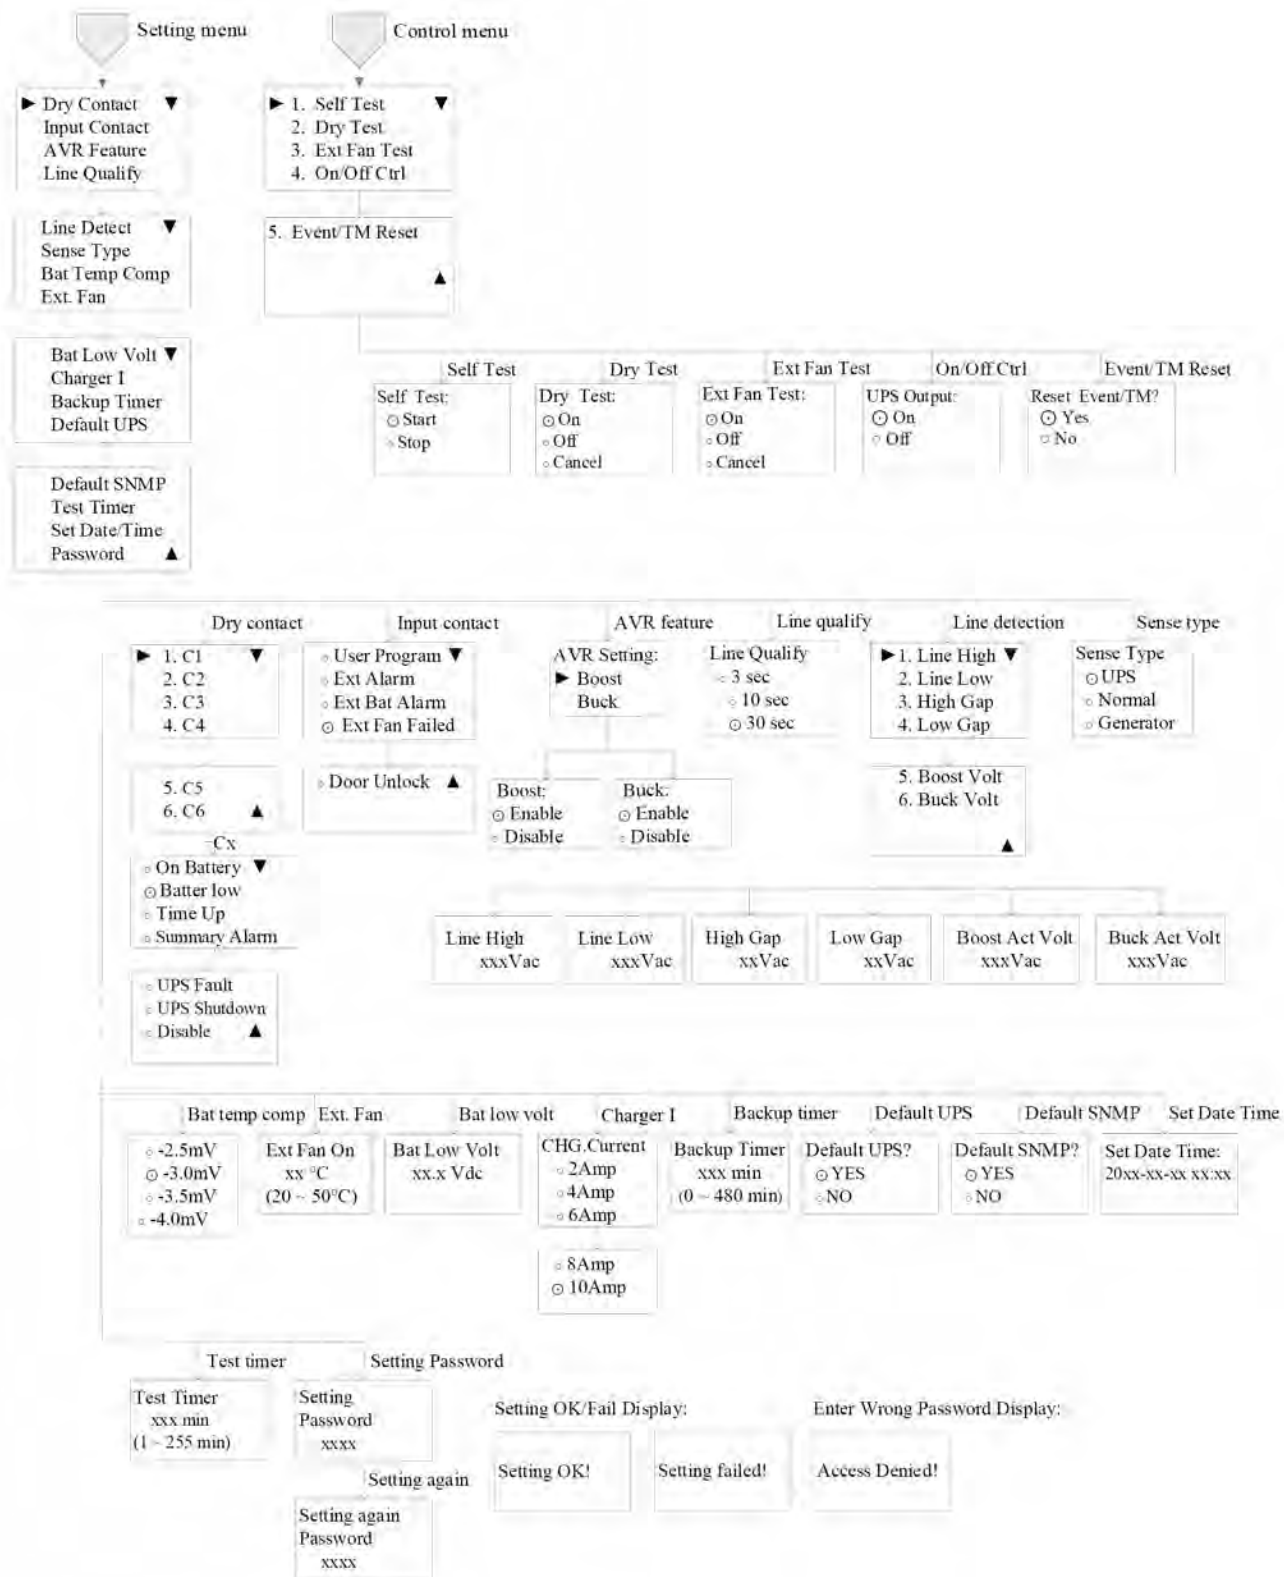 Setting menu
Control menu
► Dry Contact ▼
Input Contact
AVR Feature
Line Qualify
Line Detect ▼
Sense Type
Bat Temp Comp
Ext. Fan
Bat Low Volt ▼
Charger I
Backup Timer
Default UPS
Default SNMP
Test Timer
Set Date/Time
Password ▲
► 1. Self Test ▼
2. Dry Test
3. Ext Fan Test
4. On/Off Ctrl
5. Event/TM Reset
▲
Self Test
Dry Test
Ext Fan Test
On/Off Ctrl
Event/TM Reset
Self Test:
⊙ Start
○ Stop
Dry Test:
⊙ On
○ Off
○ Cancel
Ext Fan Test:
⊙ On
○ Off
○ Cancel
UPS Output:
⊙ On
○ Off
Reset Event/TM?
⊙ Yes
○ No
Dry contact
Input contact
AVR feature
Line qualify
Line detection
Sense type
► 1. C1 ▼
2. C2
3. C3
4. C4
5. C5
6. C6 ▲
Cx
○ On Battery ▼
⊙ Batter low
○ Time Up
○ Summary Alarm
○ UPS Fault
○ UPS Shutdown
○ Disable ▲
○ User Program ▼
○ Ext Alarm
○ Ext Bat Alarm
⊙ Ext Fan Failed
○ Door Unlock ▲
AVR Setting:
► Boost
Buck
Boost:
⊙ Enable
○ Disable
Buck:
⊙ Enable
○ Disable
Line Qualify
○ 3 sec
○ 10 sec
⊙ 30 sec
► 1. Line High ▼
2. Line Low
3. High Gap
4. Low Gap
5. Boost Volt
6. Buck Volt
▲
Sense Type
⊙ UPS
○ Normal
○ Generator
Line High
xxxVac
Line Low
xxxVac
High Gap
xxVac
Low Gap
xxVac
Boost Act Volt
xxxVac
Buck Act Volt
xxxVac
Bat temp comp
Ext. Fan
Bat low volt
Charger I
Backup timer
Default UPS
Default SNMP
Set Date Time
○ -2.5mV
⊙ -3.0mV
○ -3.5mV
○ -4.0mV
Ext Fan On
xx °C
(20 ~ 50°C)
Bat Low Volt
xx.x Vdc
CHG.Current
○ 2Amp
○ 4Amp
○ 6Amp
○ 8Amp
⊙ 10Amp
Backup Timer
xxx min
(0 ~ 480 min)
Default UPS?
⊙ YES
○ NO
Default SNMP?
⊙ YES
○ NO
Set Date Time:
20xx-xx-xx xx:xx
Test timer
Setting Password
Test Timer
xxx min
(1 ~ 255 min)
Setting
Password
xxxx
Setting again
Setting again
Password
xxxx
Setting OK/Fail Display:
Setting OK!
Setting failed!
Enter Wrong Password Display:
Access Denied!